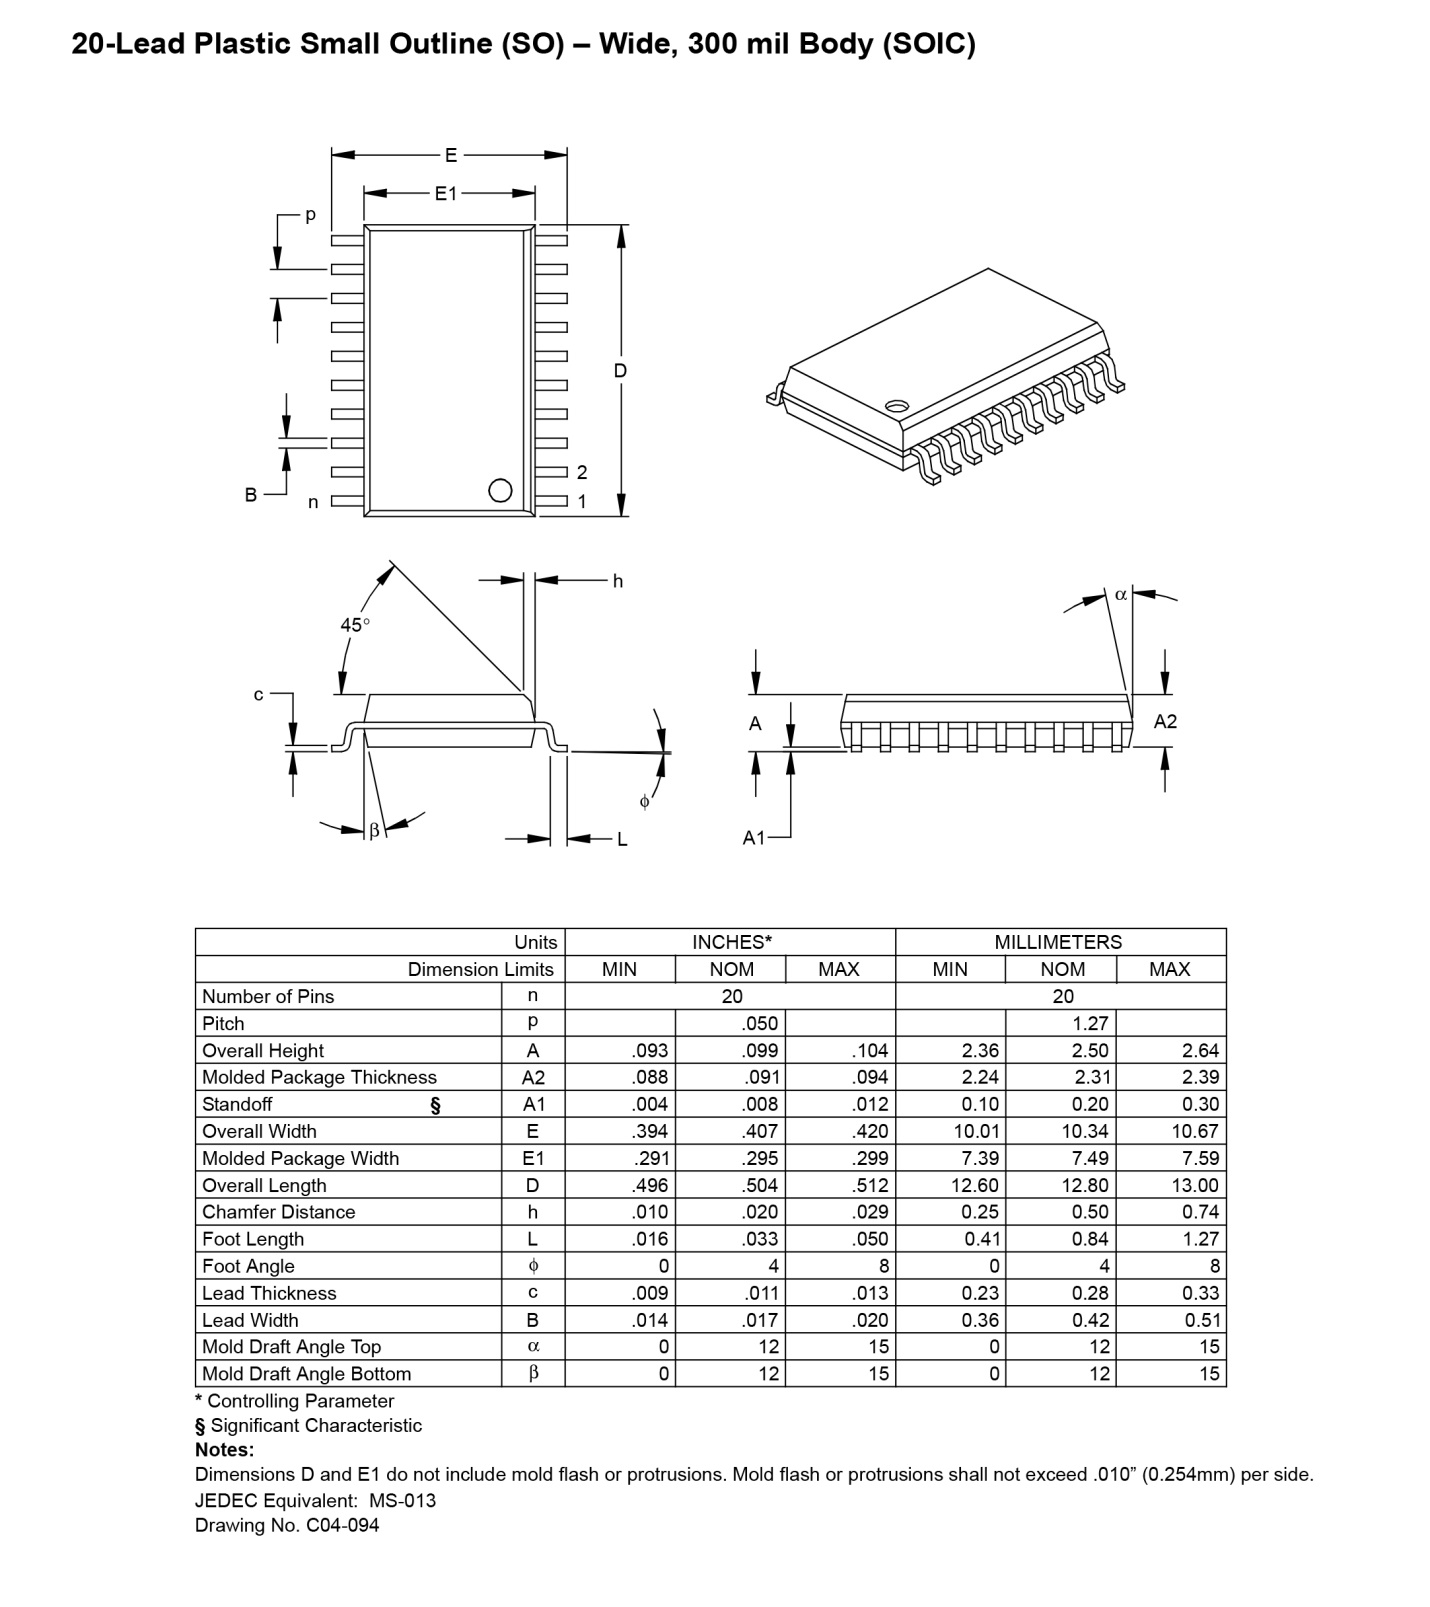 20-Lead Plastic Small Outline (SO) – Wide, 300 mil Body (SOIC)
E
E1
p
D
B
n
2
1
45°
h
c
α
A
A2
φ
β
L
A1
Units INCHES* MILLIMETERS
Dimension Limits MIN NOM MAX MIN NOM MAX
Number of Pins n 20 20
Pitch p .050 1.27
Overall Height A .093 .099 .104 2.36 2.50 2.64
Molded Package Thickness A2 .088 .091 .094 2.24 2.31 2.39
Standoff § A1 .004 .008 .012 0.10 0.20 0.30
Overall Width E .394 .407 .420 10.01 10.34 10.67
Molded Package Width E1 .291 .295 .299 7.39 7.49 7.59
Overall Length D .496 .504 .512 12.60 12.80 13.00
Chamfer Distance h .010 .020 .029 0.25 0.50 0.74
Foot Length L .016 .033 .050 0.41 0.84 1.27
Foot Angle φ 0 4 8 0 4 8
Lead Thickness c .009 .011 .013 0.23 0.28 0.33
Lead Width B .014 .017 .020 0.36 0.42 0.51
Mold Draft Angle Top α 0 12 15 0 12 15
Mold Draft Angle Bottom β 0 12 15 0 12 15
* Controlling Parameter
§ Significant Characteristic
Notes:
Dimensions D and E1 do not include mold flash or protrusions. Mold flash or protrusions shall not exceed .010” (0.254mm) per side.
JEDEC Equivalent: MS-013
Drawing No. C04-094